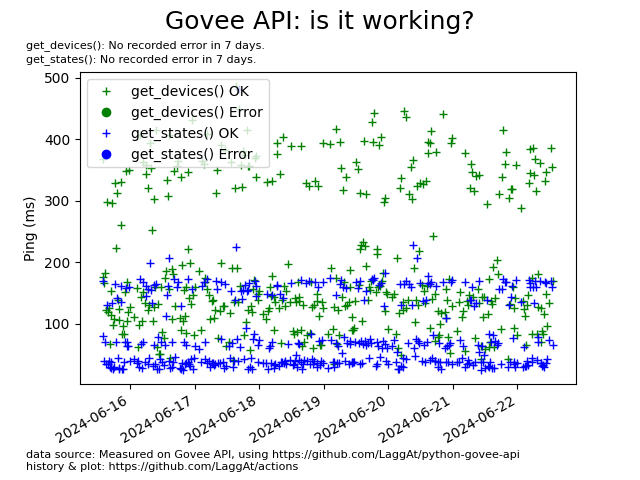 Govee API: is it working?
get_devices(): No recorded error in 7 days.
get_states(): No recorded error in 7 days.
get_devices() OK
get_devices() Error
get_states() OK
get_states() Error
Ping (ms)
500
400
300
200
100
2024-06-16
2024-06-17
2024-06-18
2024-06-19
2024-06-20
2024-06-21
2024-06-22
data source: Measured on Govee API, using https://github.com/LaggAt/python-govee-api
history & plot: https://github.com/LaggAt/actions